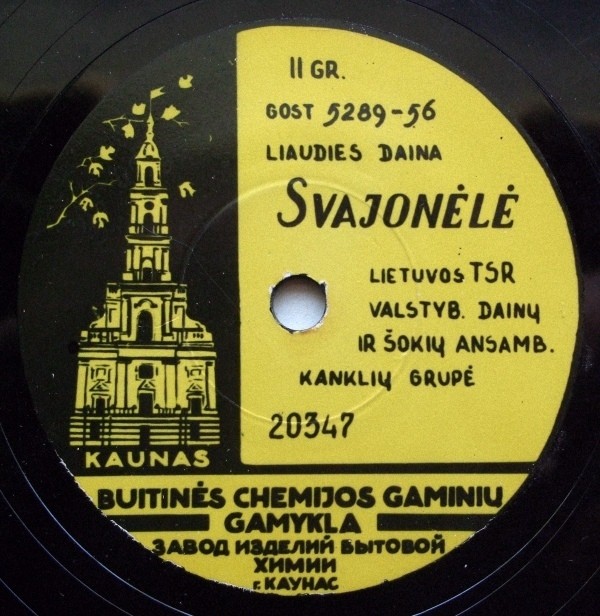 II GR.
GOST 5289-56
LIAUDIES DAINA
SVAJONĖLĖ
LIETUVOS TSR
VALSTYB. DAINŲ
IR ŠOKIŲ ANSAMB.
KANKLIŲ GRUPĖ
20347
KAUNAS
BUITINĖS CHEMIJOS GAMINIŲ
GAMYKLA
ЗАВОД ИЗДЕЛИЙ БЫТОВОЙ
ХИМИИ
г. КАУНАС